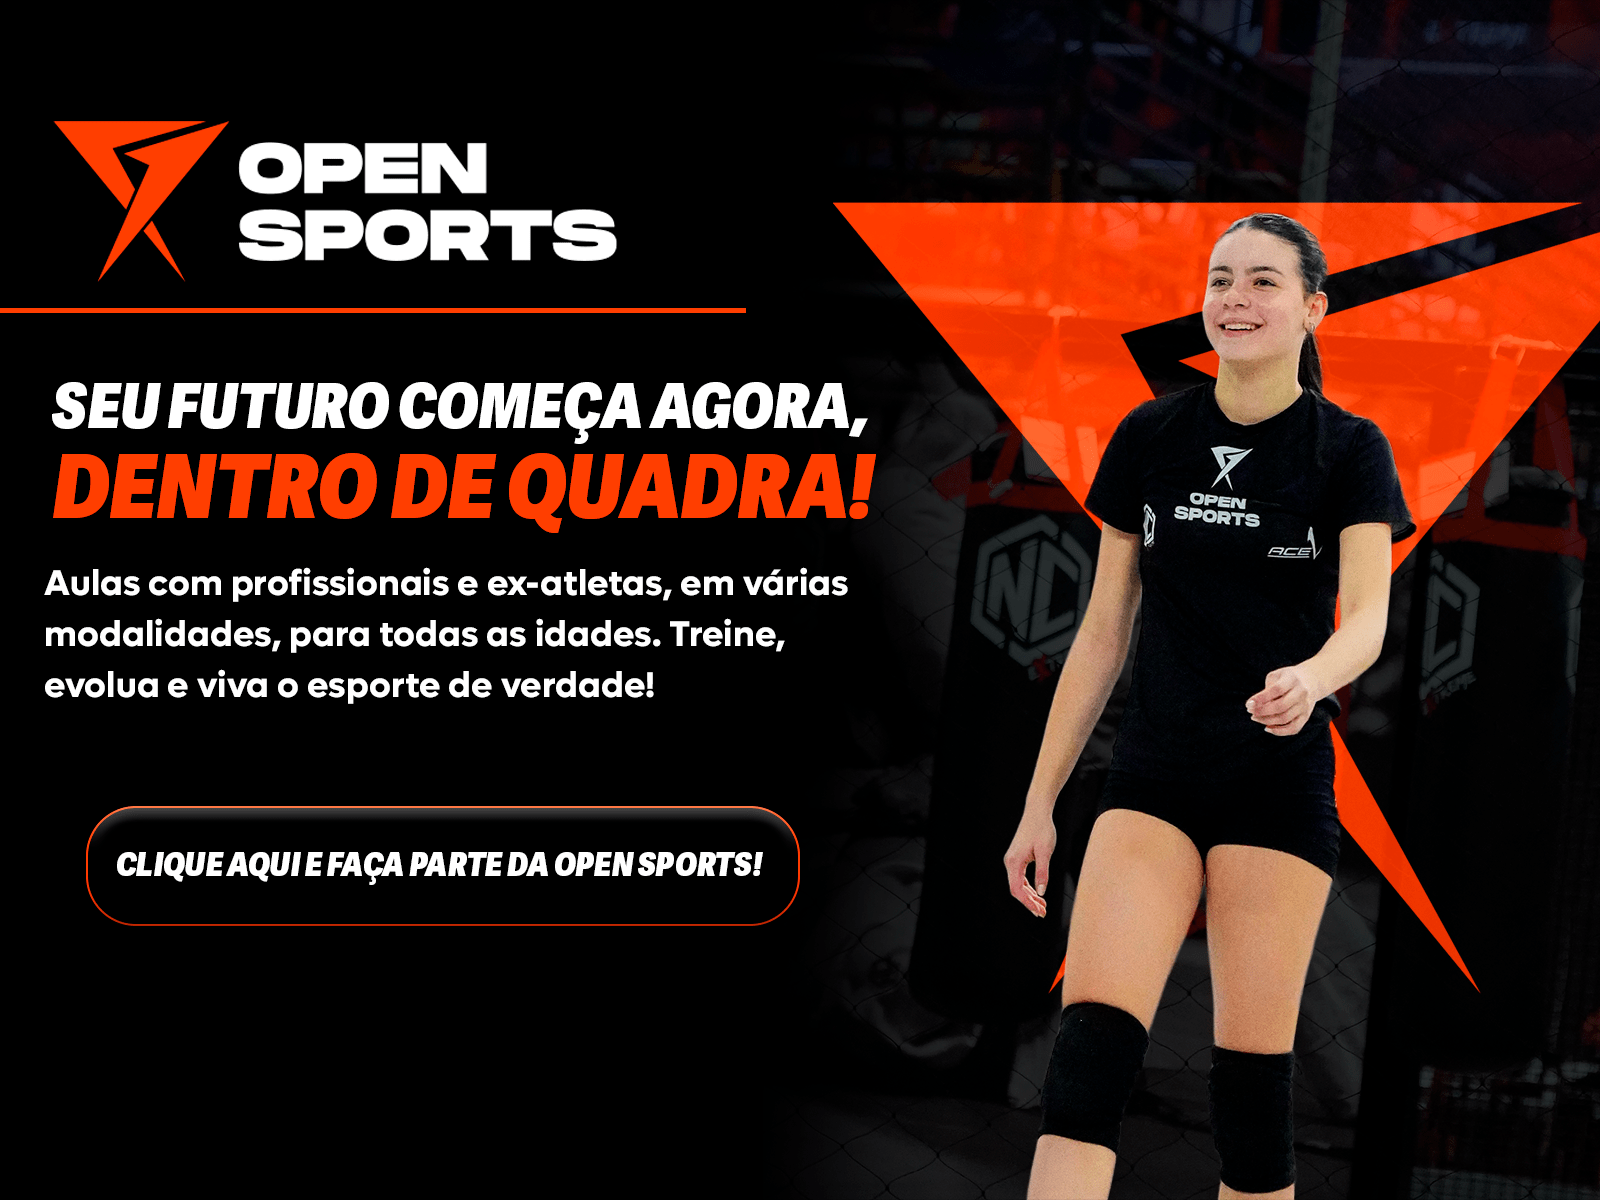 OPEN
SPORTS
SEU FUTURO COMEÇA AGORA,
DENTRO DE QUADRA!
Aulas com profissionais e ex-atletas, em várias
modalidades, para todas as idades. Treine,
evolua e viva o esporte de verdade!
CLIQUE AQUI E FAÇA PARTE DA OPEN SPORTS!
OPEN
SPORTS
ACE
NC